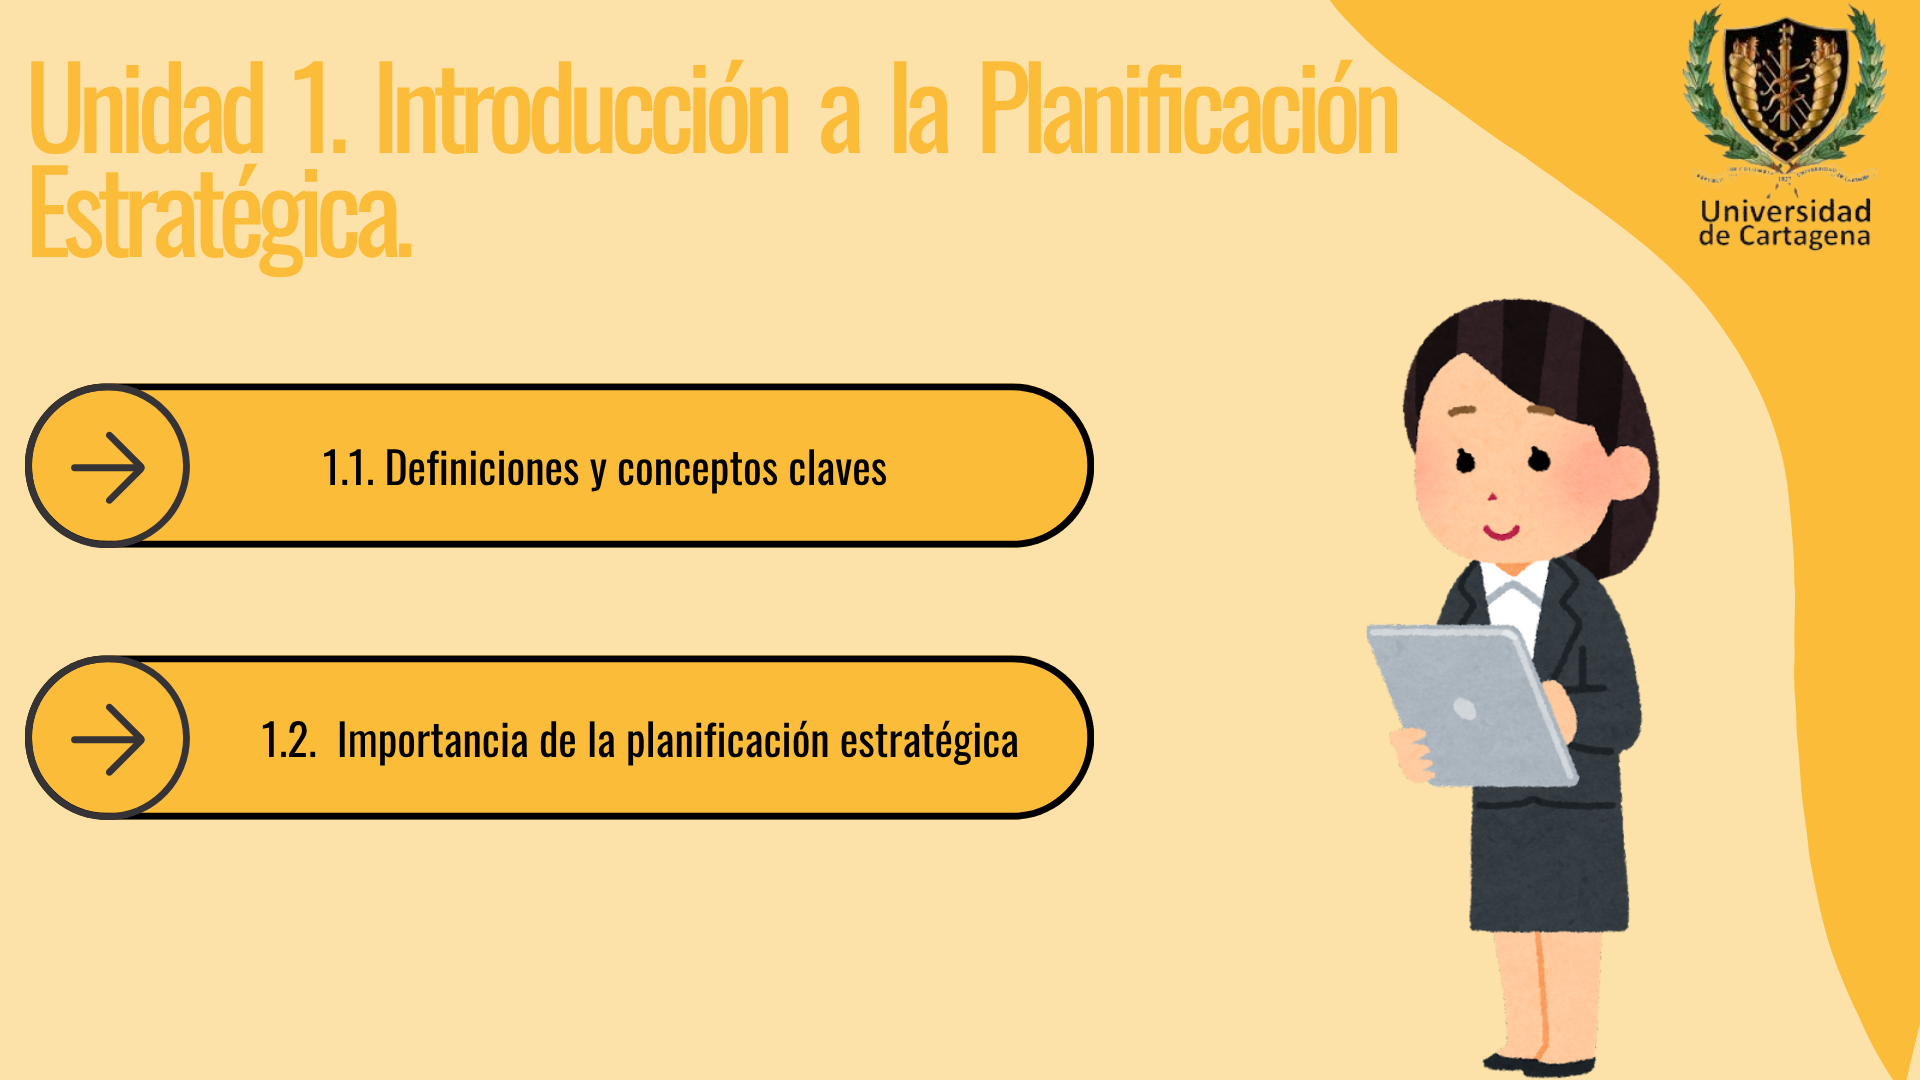 Unidad 1. Introducción a la Planificación
Estratégica.
1.1. Definiciones y conceptos claves
1.2. Importancia de la planificación estratégica
Universidad
de Cartagena